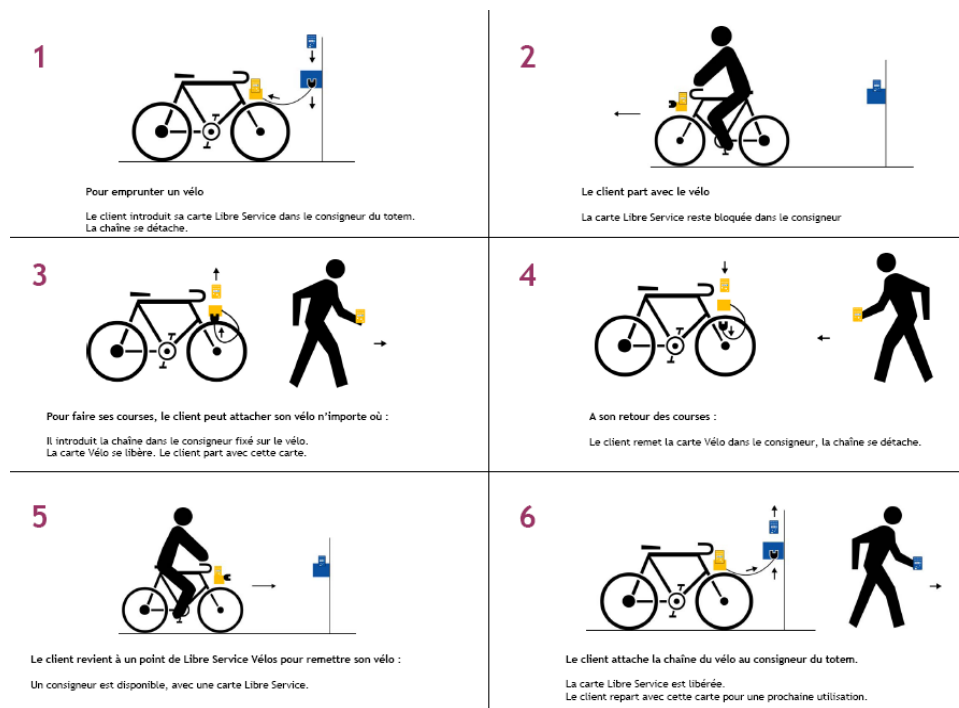 1
Pour emprunter un vélo
Le client introduit sa carte Libre Service dans le consigneur du totem.
La chaîne se détache.
2
Le client part avec le vélo
La carte Libre Service reste bloquée dans le consigneur
3
Pour faire ses courses, le client peut attacher son vélo n'importe où :
Il introduit la chaîne dans le consigneur fixé sur le vélo.
La carte Vélo se libère. Le client part avec cette carte.
4
A son retour des courses :
Le client remet la carte Vélo dans le consigneur, la chaîne se détache.
5
Le client revient à un point de Libre Service Vélos pour remettre son vélo :
Un consigneur est disponible, avec une carte Libre Service.
6
Le client attache la chaîne du vélo au consigneur du totem.
La carte Libre Service est libérée.
Le client repart avec cette carte pour une prochaine utilisation.